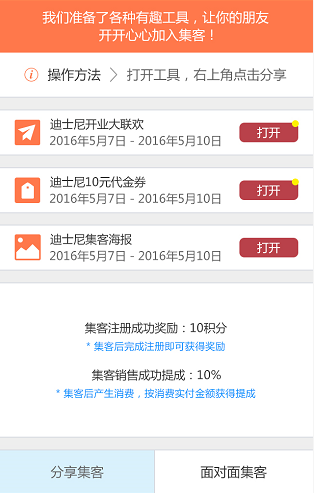 我们准备了各种有趣工具，让你的朋友
开开心心加入集客！
操作方法 打开工具，右上角点击分享
迪士尼开业大联欢
2016年5月7日 - 2016年5月10日
打开
迪士尼10元代金券
2016年5月7日 - 2016年5月10日
打开
迪士尼集客海报
2016年5月7日 - 2016年5月10日
打开
集客注册成功奖励：10积分
* 集客后完成注册即可获得奖励
集客销售成功提成：10%
* 集客后产生消费，按消费实付金额获得提成
分享集客 面对面集客